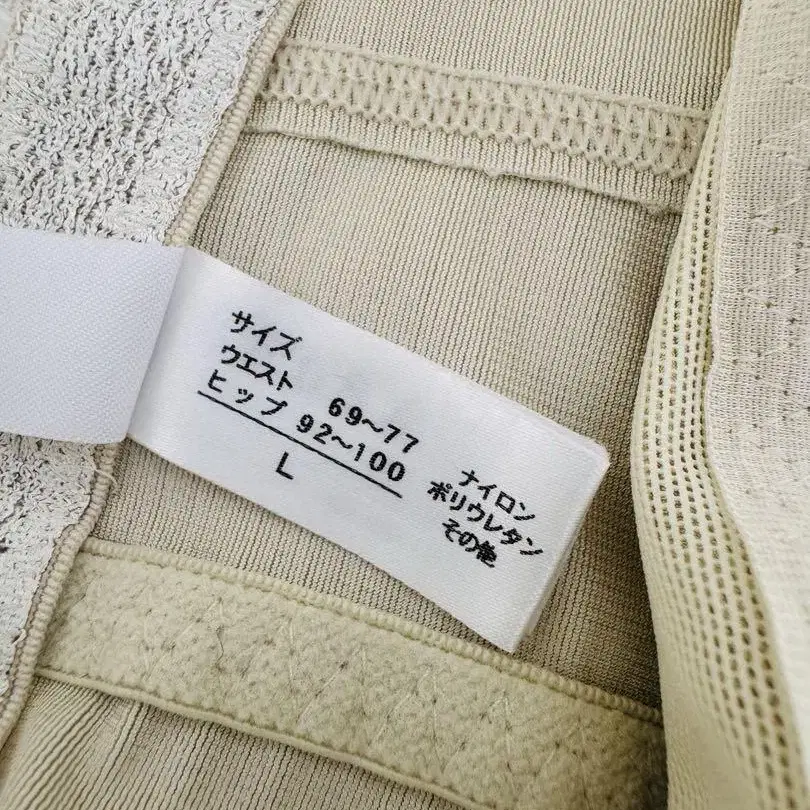 サイズ
ウエスト 69〜77
ヒップ 92〜100
L
ナイロン
ポリウレタン
その他